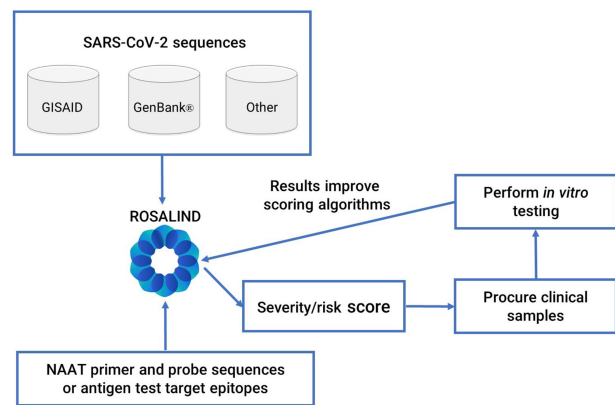 SARS-CoV-2 sequences
GISAID
GenBank®
Other
ROSALIND
Results improve
scoring algorithms
Perform in vitro
testing
Severity/risk score
Procure clinical
samples
NAAT primer and probe sequences
or antigen test target epitopes